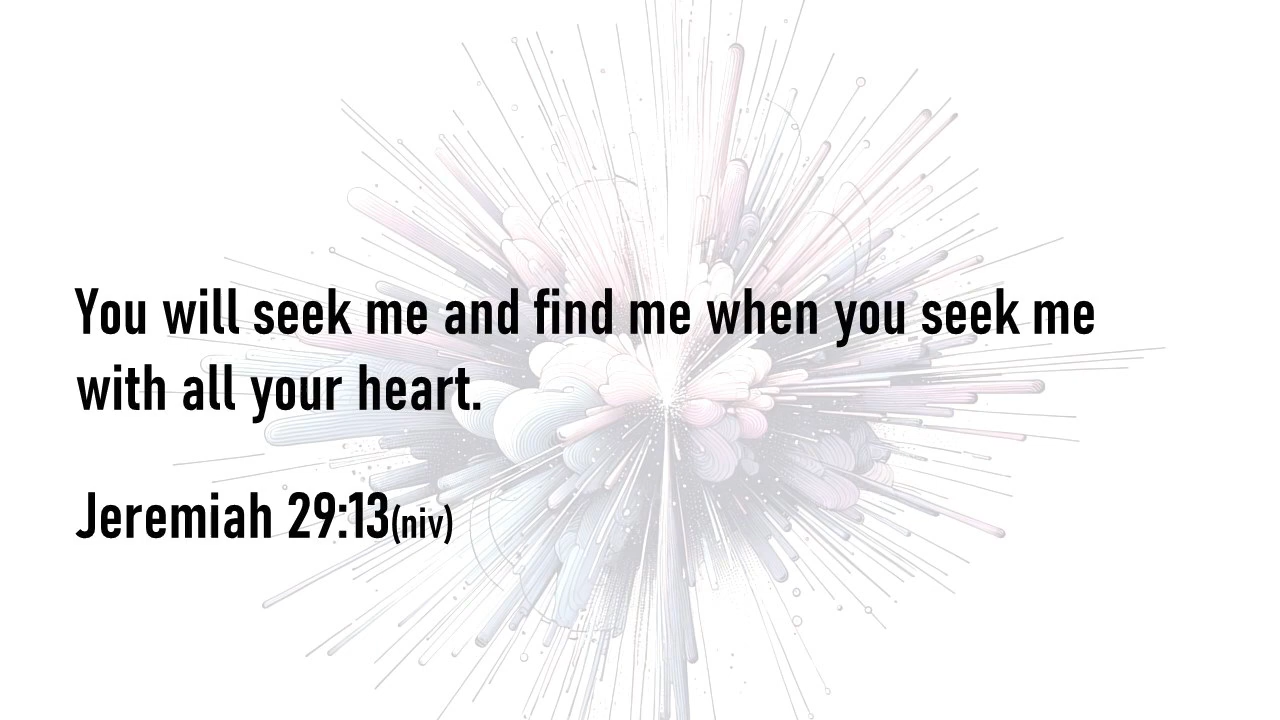 You will seek me and find me when you seek me
with all your heart.
Jeremiah 29:13(niv)